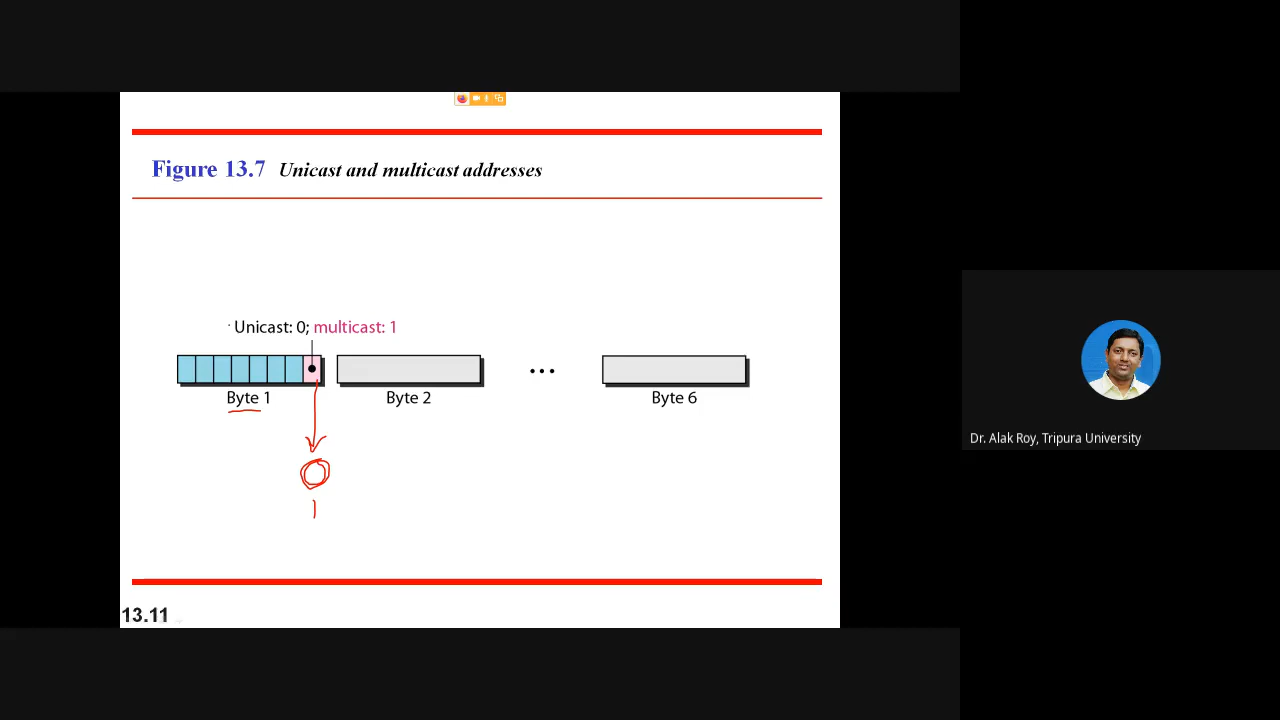 Figure 13.7 Unicast and multicast addresses
Unicast: 0; multicast: 1
Byte 1 Byte 2 ... Byte 6
0
1
13.11
Dr. Alak Roy, Tripura University